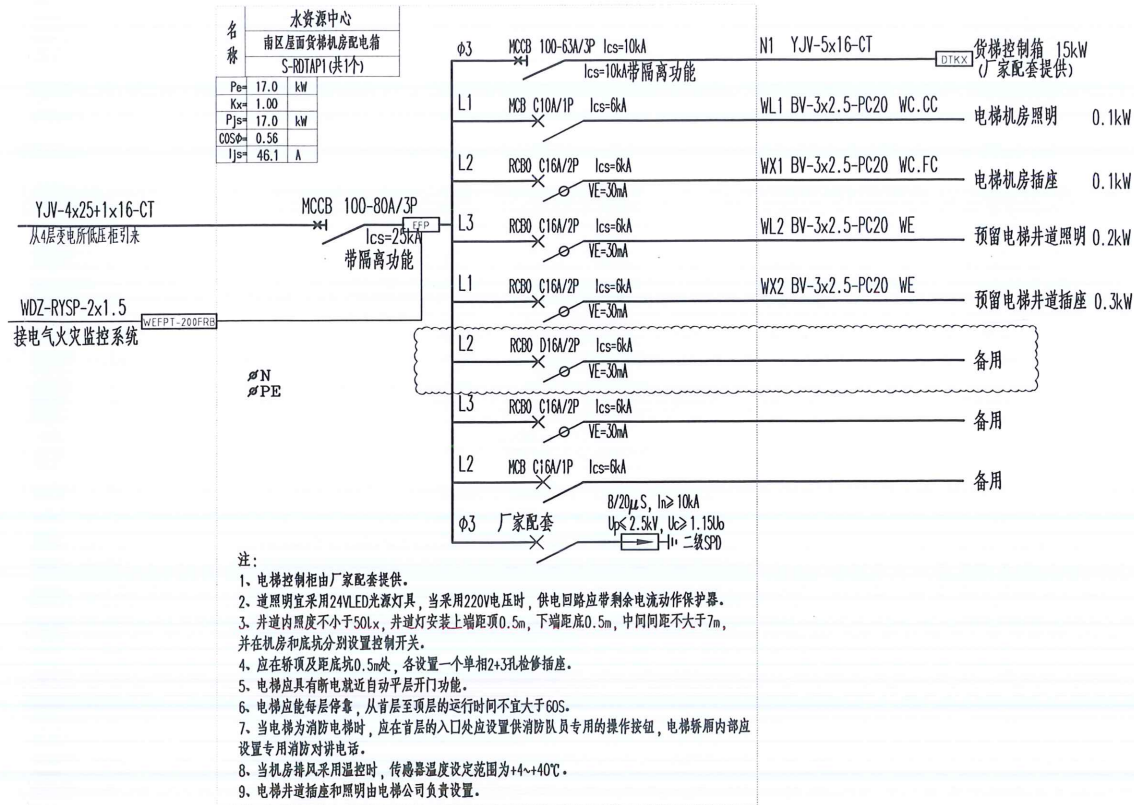 名称
水资源中心
南区屋面货梯机房配电箱
S-RDTAP1(共1个)
Pe= 17.0 kW
Kx= 1.00
Pjs= 17.0 kW
COSΦ= 0.56
Ijs= 46.1 A
YJV-4x25+1x16-CT
从4层变电所低压柜引来
MCCB 100-80A/3P
Ics=25kA
带隔离功能
EFP
WDZ-RYSP-2x1.5
WEFPT-200FRB
接电气火灾监控系统
øN
øPE
φ3 MCCB 100-63A/3P Ics=10kA N1 YJV-5x16-CT DTKX 货梯控制箱 15kW
Ics=10kA带隔离功能 (厂家配套提供)
L1 MCB C10A/1P Ics=6kA WL1 BV-3x2.5-PC20 WC.CC 电梯机房照明 0.1kW
L2 RCBO C16A/2P Ics=6kA WX1 BV-3x2.5-PC20 WC.FC 电梯机房插座 0.1kW
VE=30mA
L3 RCBO C16A/2P Ics=6kA WL2 BV-3x2.5-PC20 WE 预留电梯井道照明 0.2kW
VE=30mA
L1 RCBO C16A/2P Ics=6kA WX2 BV-3x2.5-PC20 WE 预留电梯井道插座 0.3kW
VE=30mA
L2 RCBO D16A/2P Ics=6kA 备用
VE=30mA
L3 RCBO C16A/2P Ics=6kA 备用
VE=30mA
L2 MCB C16A/1P Ics=6kA 备用
8/20μS, In≥10kA
φ3 厂家配套 Up≤2.5kV, Uc≥1.15Uo
二级SPD
注:
1、电梯控制柜由厂家配套提供。
2、道照明宜采用24VLED光源灯具，当采用220V电压时，供电回路应带剩余电流动作保护器。
3、井道内照度不小于50Lx，井道灯安装上端距顶0.5m，下端距底0.5m，中间间距不大于7m，
并在机房和底坑分别设置控制开关。
4、应在轿顶及距底坑0.5m处，各设置一个单相2+3孔检修插座。
5、电梯应具有断电就近自动平层开门功能。
6、电梯应能每层停靠，从首层至顶层的运行时间不宜大于60S。
7、当电梯为消防电梯时，应在首层的入口处应设置供消防队员专用的操作按钮，电梯轿厢内部应
设置专用消防对讲电话。
8、当机房排风采用温控时，传感器温度设定范围为+4~+40℃。
9、电梯井道插座和照明由电梯公司负责设置。